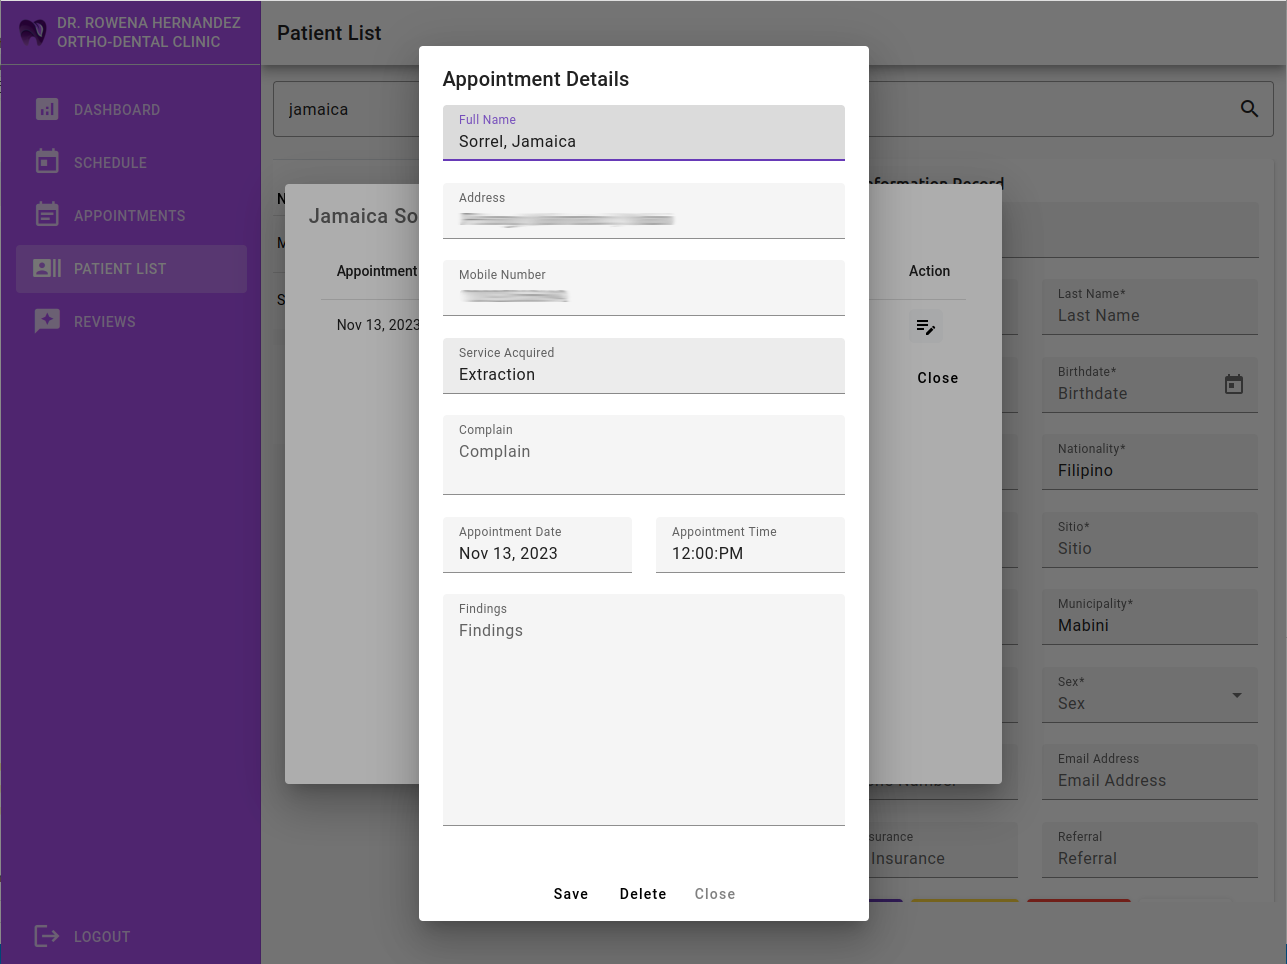 DR. ROWENA HERNANDEZ
ORTHO-DENTAL CLINIC
DASHBOARD
SCHEDULE
APPOINTMENTS
PATIENT LIST
REVIEWS
LOGOUT
Patient List
jamaica
Jamaica So
Appointment
Action
Nov 13, 2023
Close
Appointment Details
Full Name
Sorrel, Jamaica
Address
Mobile Number
Service Acquired
Extraction
Complain
Complain
Appointment Date
Nov 13, 2023
Appointment Time
12:00:PM
Findings
Findings
Save Delete Close
Record
Last Name*
Last Name
Birthdate*
Birthdate
Nationality*
Filipino
Sitio*
Sitio
Municipality*
Mabini
Sex*
Sex
Email Address
Email Address
surance
Insurance
Referral
Referral